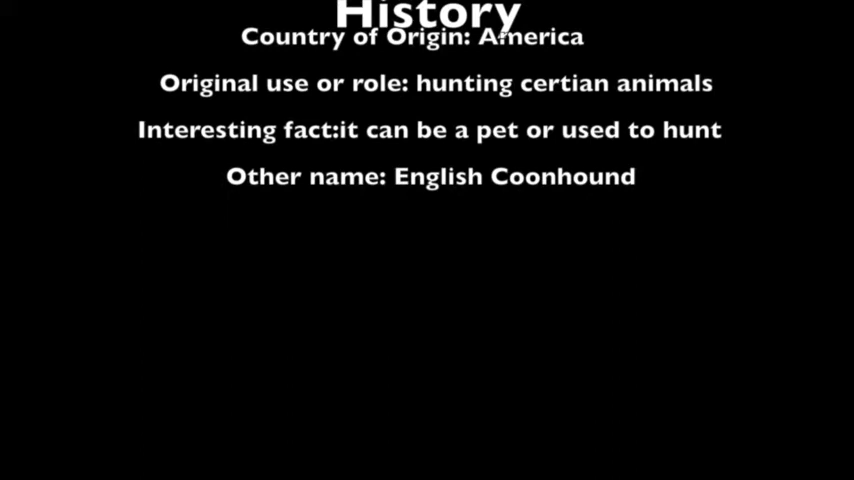 History
Country of Origin: America
Original use or role: hunting certian animals
Interesting fact:it can be a pet or used to hunt
Other name: English Coonhound